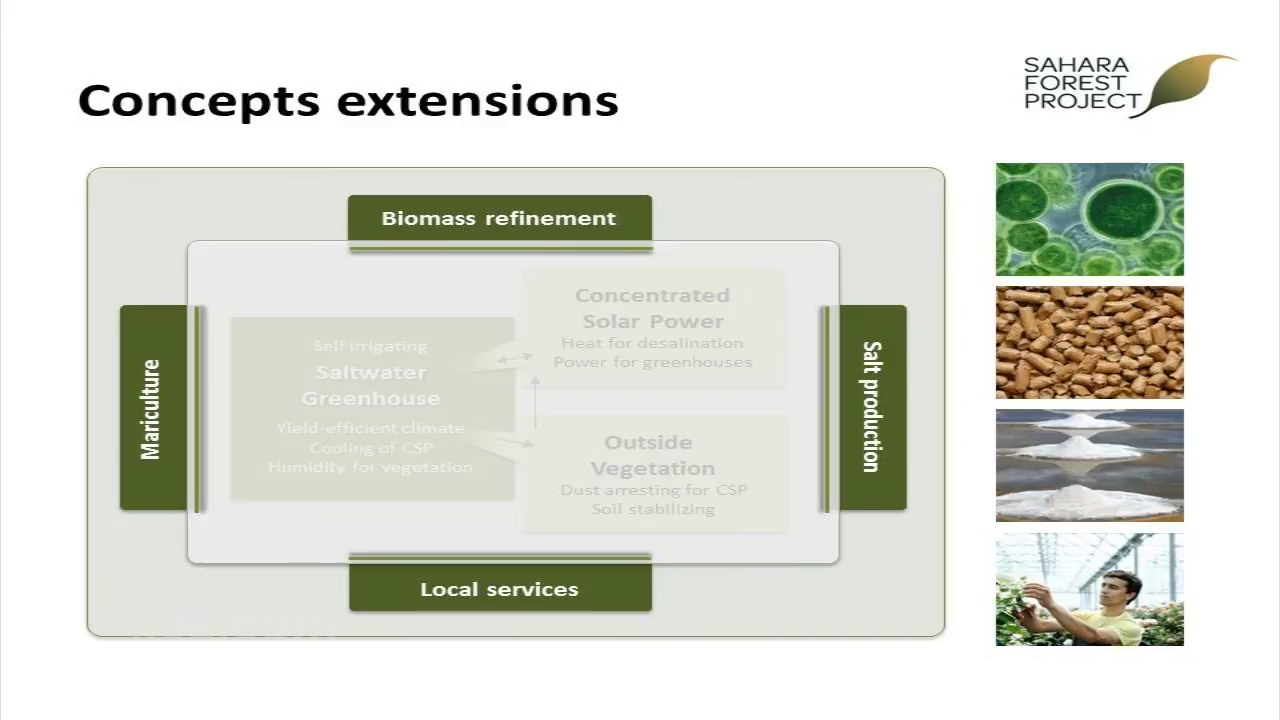 SAHARA
FOREST
PROJECT
Concepts extensions
Biomass refinement
Concentrated
Solar Power
Heat for desalination
Power for greenhouses
Self irrigating
Saltwater
Greenhouse
Yield-efficient climate
Cooling of CSP
Humidity for vegetation
Mariculture
Salt production
Outside
Vegetation
Dust arresting for CSP
Soil stabilizing
Local services